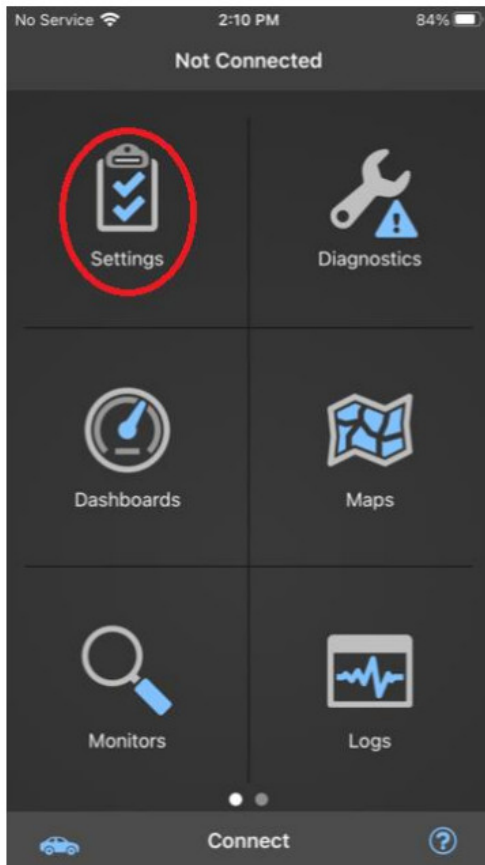 No Service 2:10 PM 84%
Not Connected
Settings Diagnostics
Dashboards Maps
Monitors Logs
Connect ?